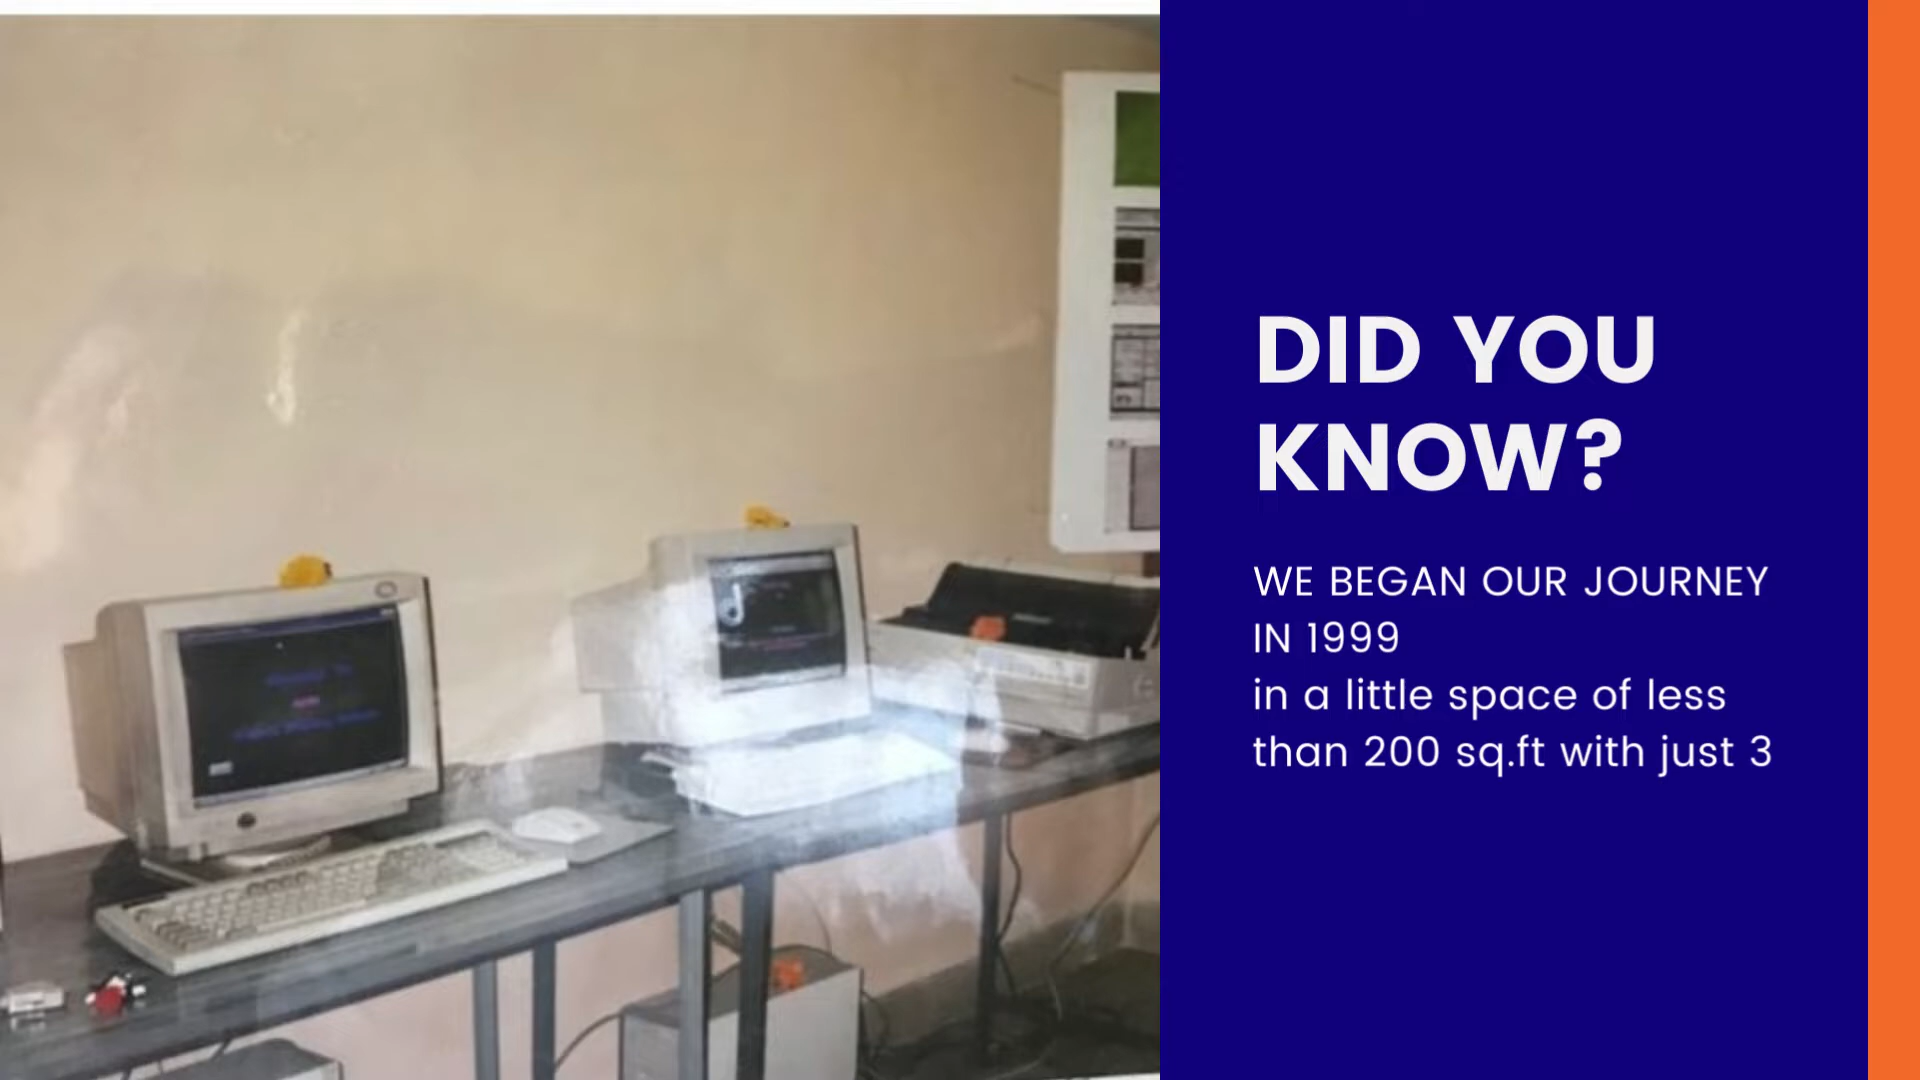 DID YOU
KNOW?
WE BEGAN OUR JOURNEY
IN 1999
in a little space of less
than 200 sq.ft with just 3